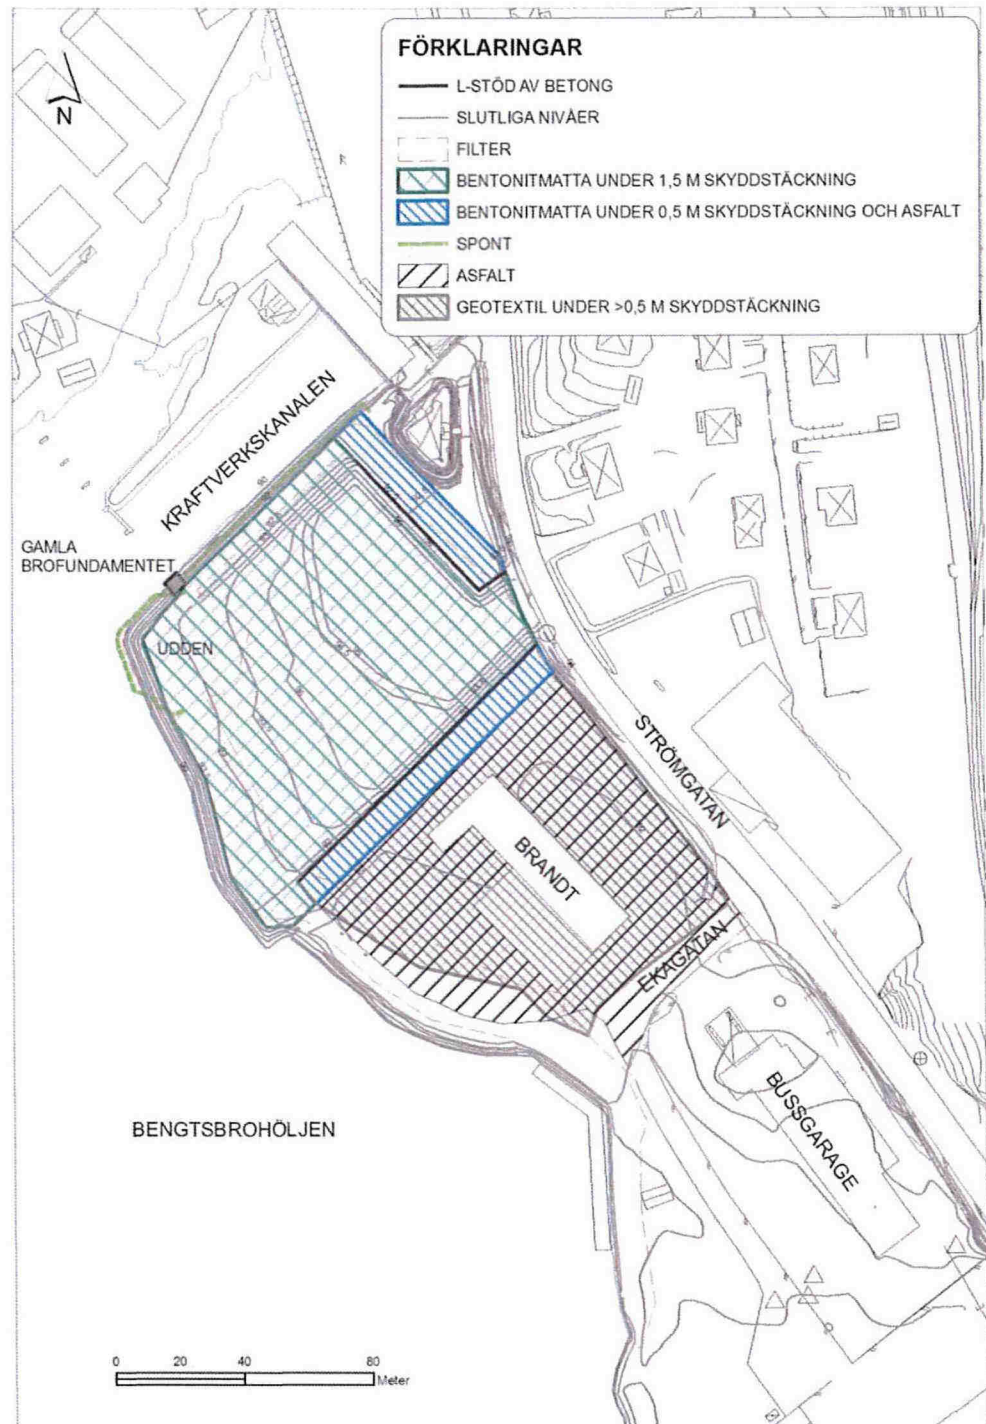 FÖRKLARINGAR
L-STÖD AV BETONG
SLUTLIGA NIVÅER
FILTER
BENTONITMATTA UNDER 1,5 M SKYDDSTÄCKNING
BENTONITMATTA UNDER 0,5 M SKYDDSTÄCKNING OCH ASFALT
SPONT
ASFALT
GEOTEXTIL UNDER >0,5 M SKYDDSTÄCKNING
N
KRAFTVERKSKANALEN
GAMLA
BROFUNDAMENTET
UDDEN
STRÖMGATAN
BRANDT
EKAGATAN
BUSSGARAGE
BENGTSBROHÖLJEN
0 20 40 80
Meter